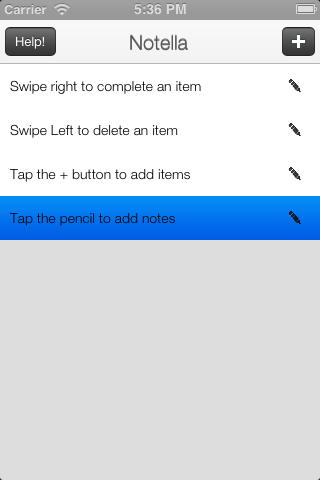 Carrier 5:36 PM
Help! Notella +
Swipe right to complete an item
Swipe Left to delete an item
Tap the + button to add items
Tap the pencil to add notes